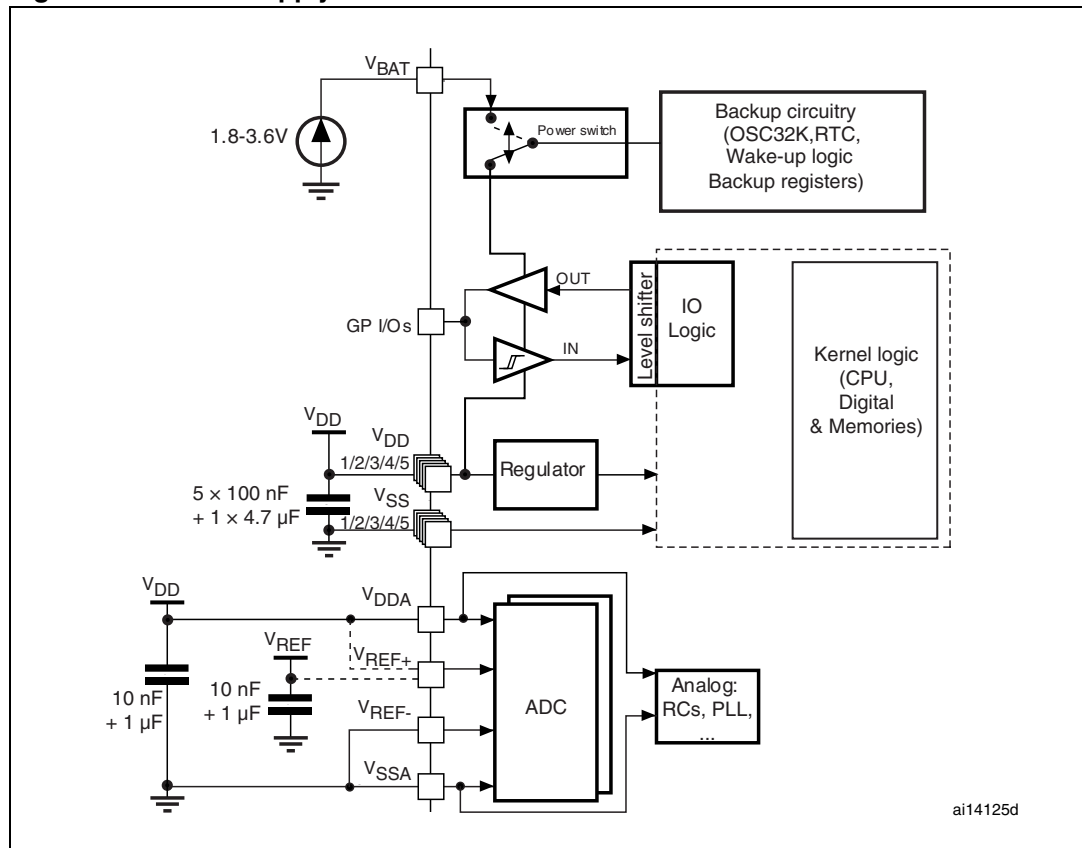 V_BAT
1.8-3.6V
Power switch
Backup circuitry
(OSC32K,RTC,
Wake-up logic
Backup registers)
OUT
GP I/Os
IN
Level shifter
IO
Logic
Kernel logic
(CPU,
Digital
& Memories)
V_DD
V_DD
1/2/3/4/5
Regulator
5 × 100 nF
+ 1 × 4.7 µF
V_SS
1/2/3/4/5
V_DD
V_DDA
V_REF
V_REF+
10 nF
+ 1 µF
10 nF
+ 1 µF
V_REF-
ADC
Analog:
RCs, PLL,
...
V_SSA
ai14125d